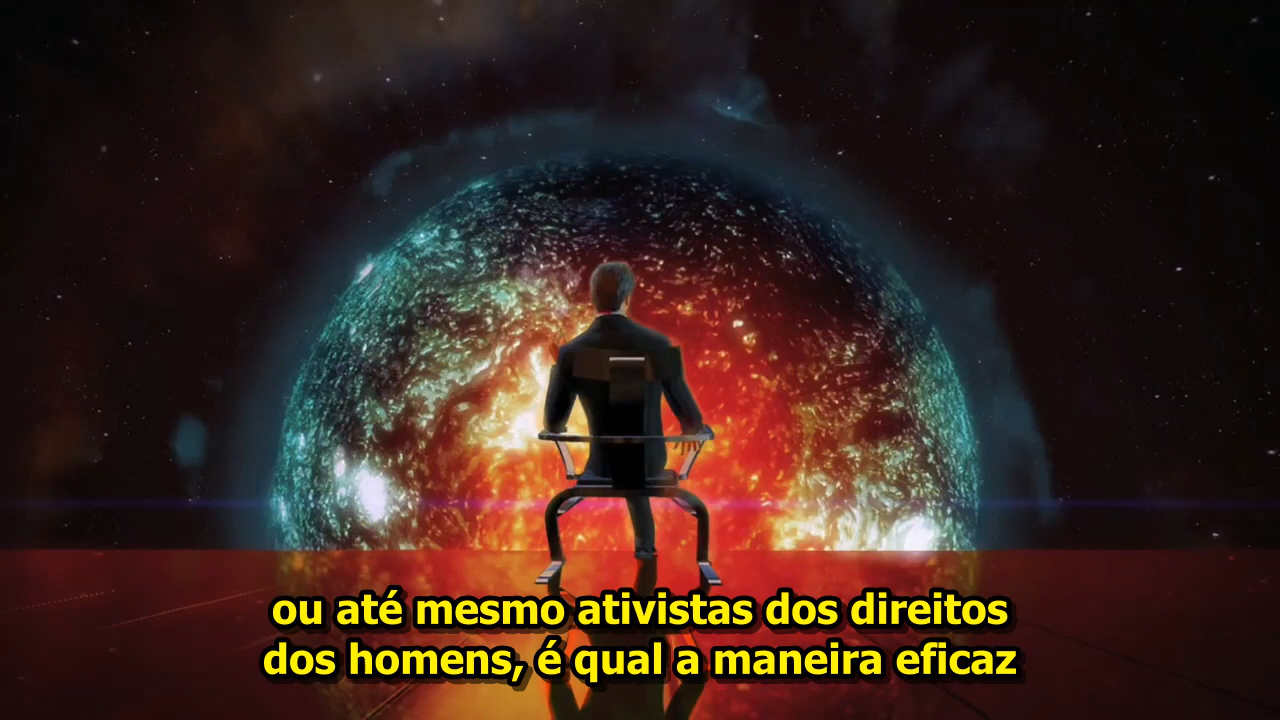 ou até mesmo ativistas dos direitos
dos homens, é qual a maneira eficaz